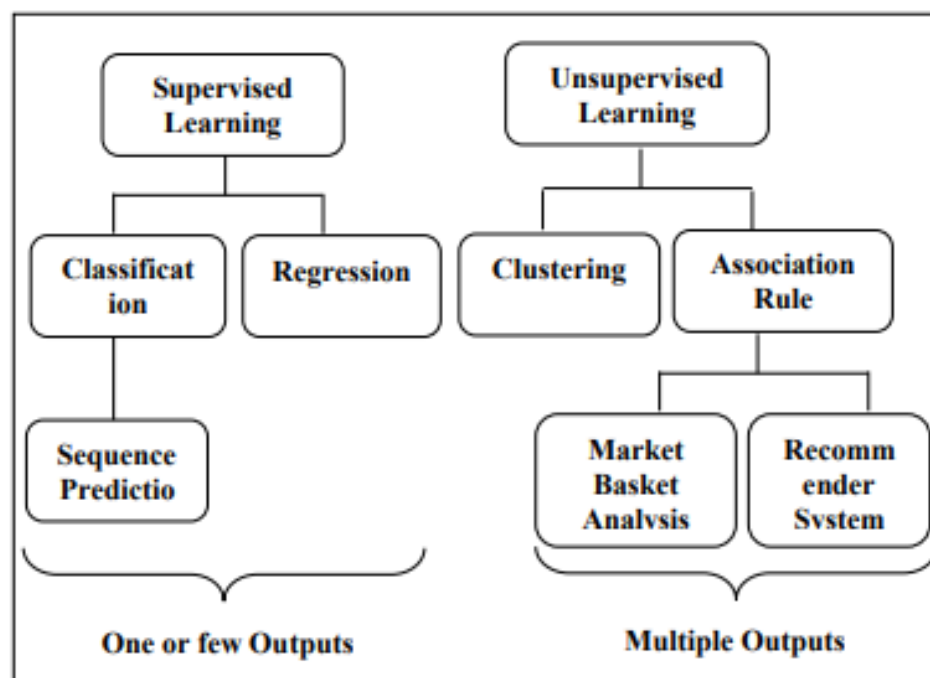 Supervised
Learning
Unsupervised
Learning
Classificat
ion
Regression
Clustering
Association
Rule
Sequence
Predictio
Market
Basket
Analysis
Recomm
ender
System
One or few Outputs
Multiple Outputs